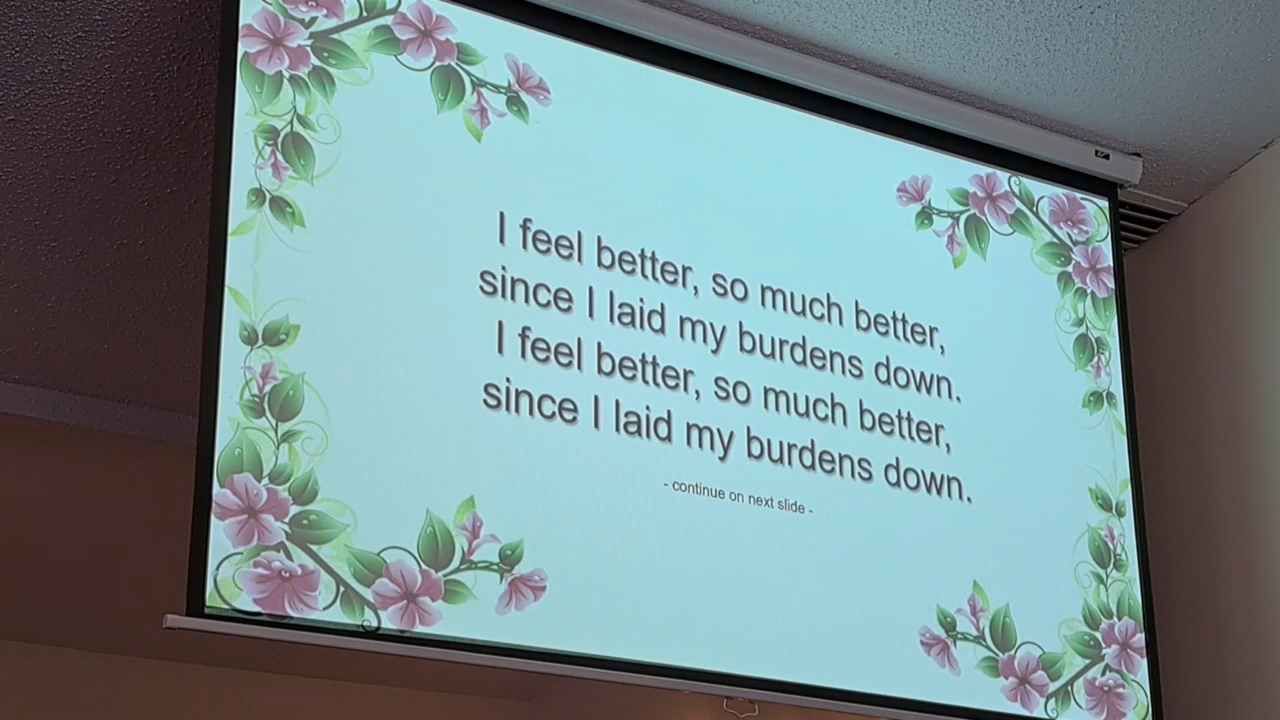 I feel better, so much better,
since I laid my burdens down.
I feel better, so much better,
since I laid my burdens down.
- continue on next slide -